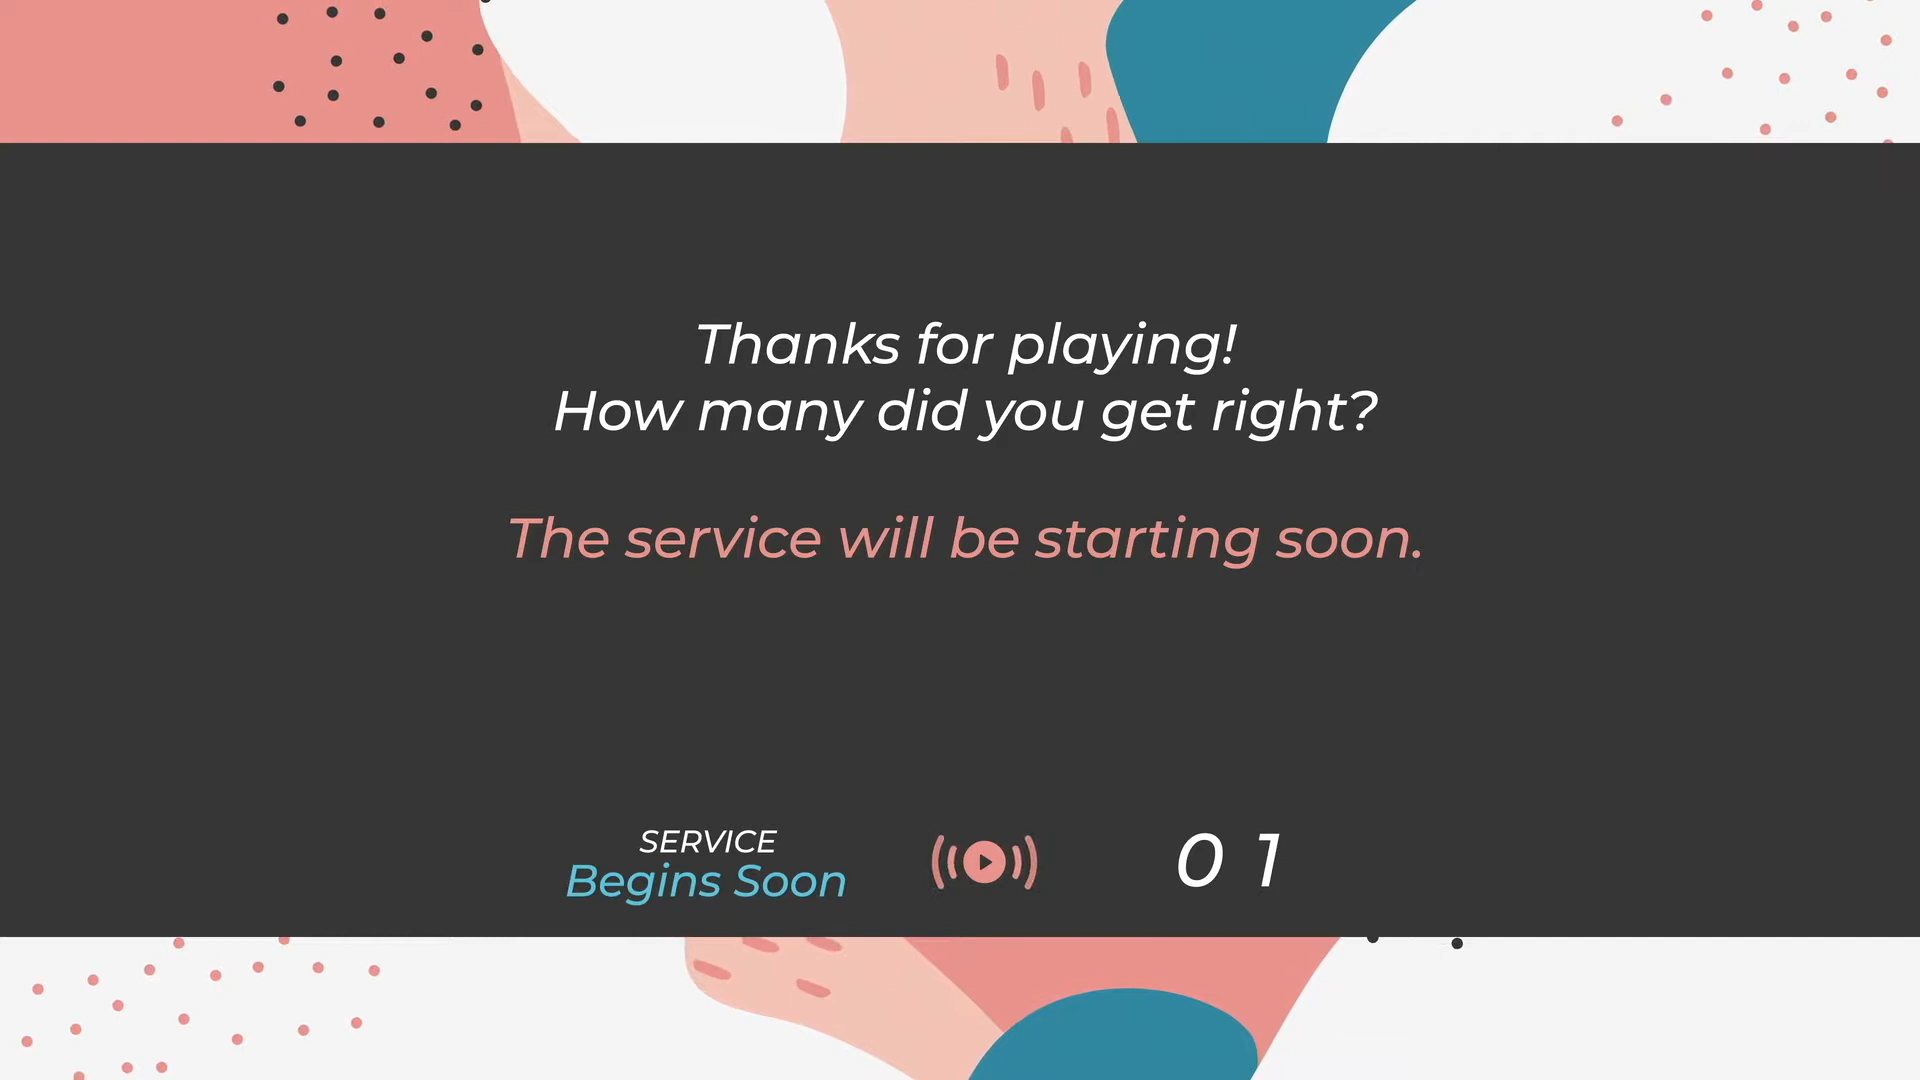 Thanks for playing!
How many did you get right?
The service will be starting soon.
SERVICE
Begins Soon
0 1